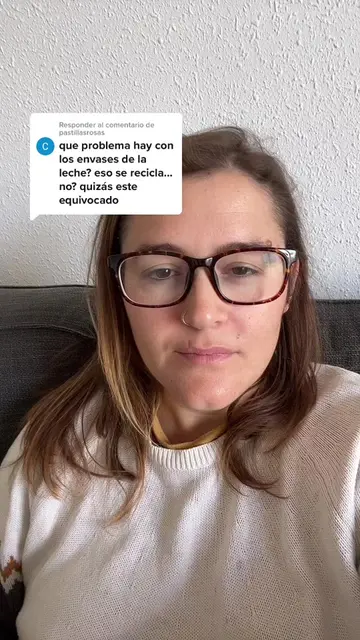 Responder al comentario de
pastillasrosas
C
que problema hay con
los envases de la
leche? eso se recicla...
no? quizás este
equivocado